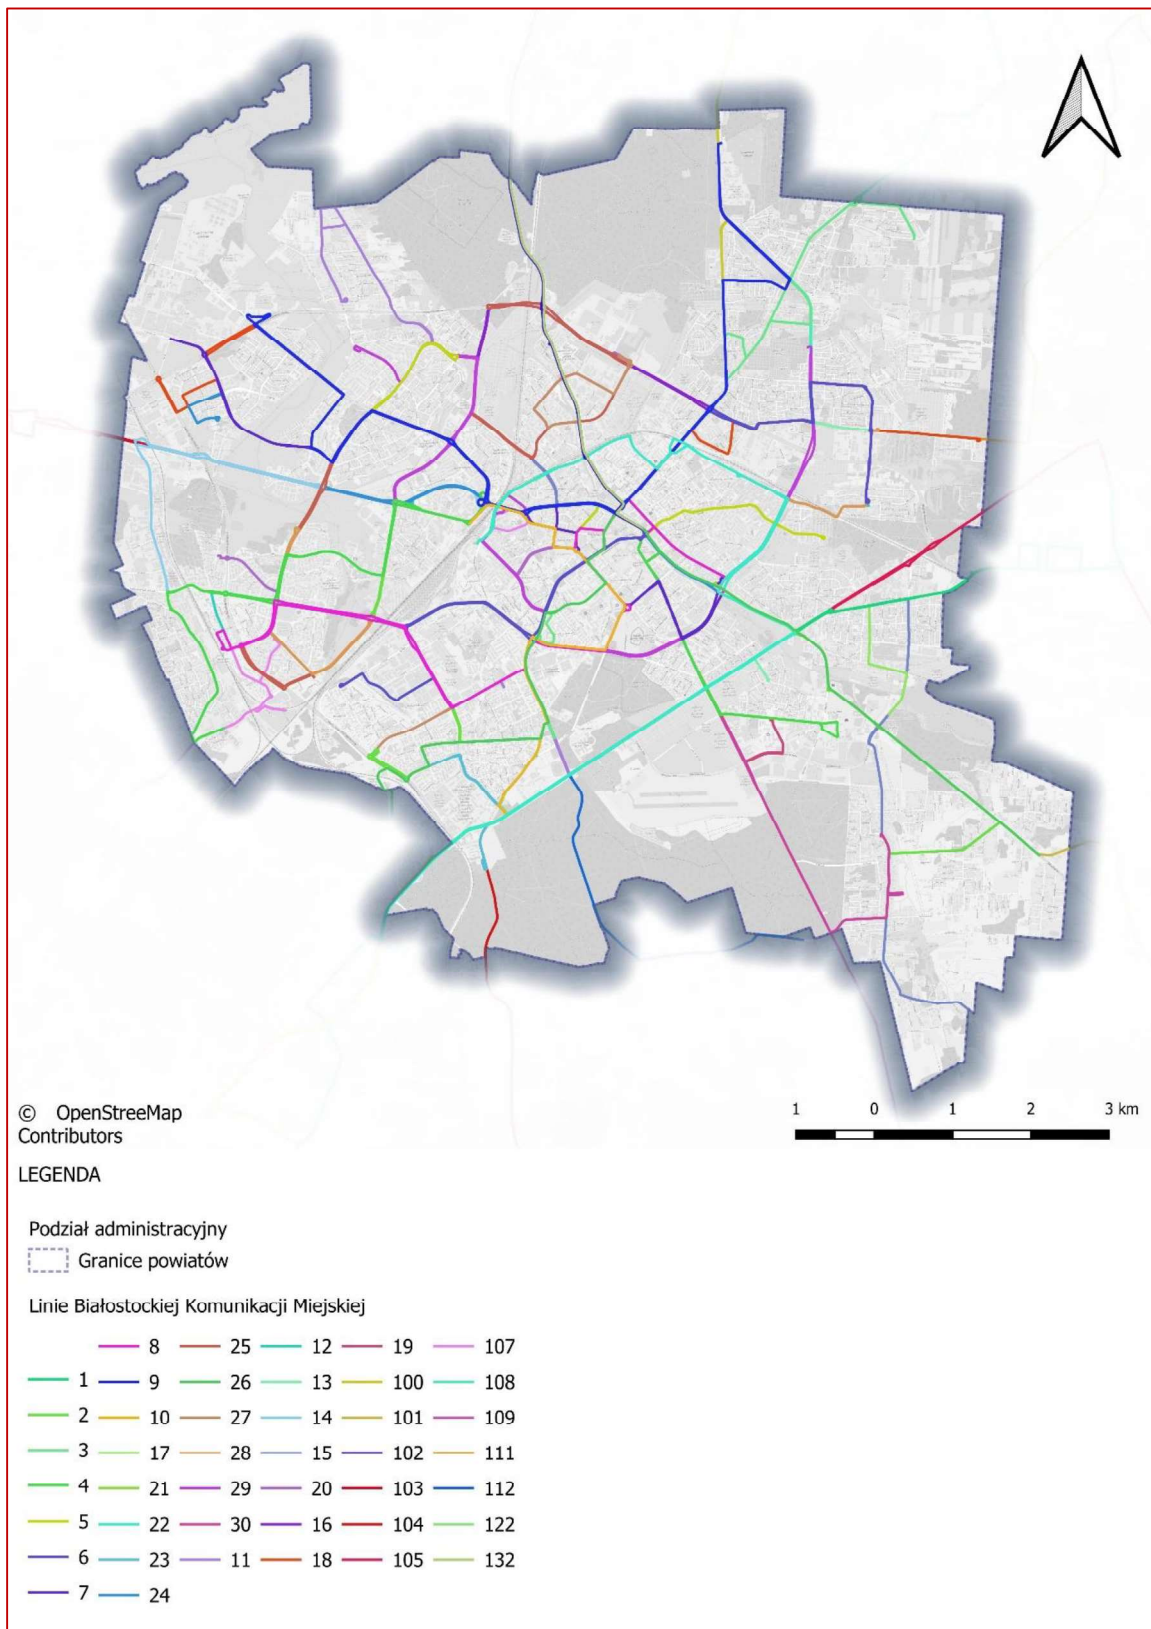 1 0 1 2 3 km
© OpenStreeMap
Contributors
LEGENDA
Podział administracyjny
Granice powiatów
Linie Białostockiej Komunikacji Miejskiej
8 25 12 19 107
1 9 26 13 100 108
2 10 27 14 101 109
3 17 28 15 102 111
4 21 29 20 103 112
5 22 30 16 104 122
6 23 11 18 105 132
7 24